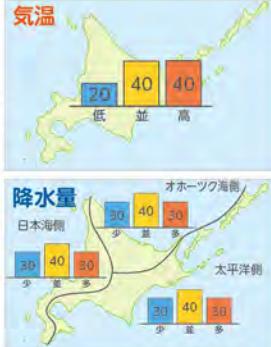 気温
20 40 40
低 並 高
降水量
オホーツク海側
30 40 30
少 並 多
日本海側
30 40 30
少 並 多
太平洋側
30 40 30
少 並 多